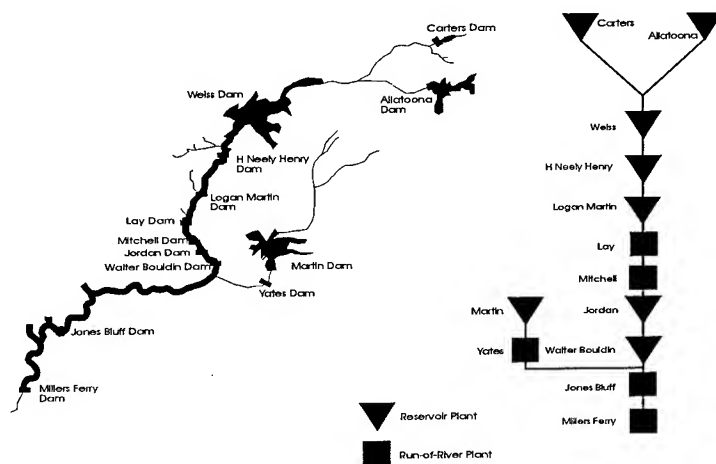 Carters Dam
Allatoona
Dam
Weiss Dam
H Neely Henry
Dam
Logan Martin
Dam
Lay Dam
Mitchell Dam
Jordan Dam
Walter Bouldin Dam
Martin Dam
Yates Dam
Jones Bluff Dam
Millers Ferry
Dam
Carters
Allatoona
Weiss
H Neely Henry
Logan Martin
Lay
Mitchell
Jordan
Martin
Yates
Walter Bouldin
Jones Bluff
Millers Ferry
Reservoir Plant
Run-of-River Plant